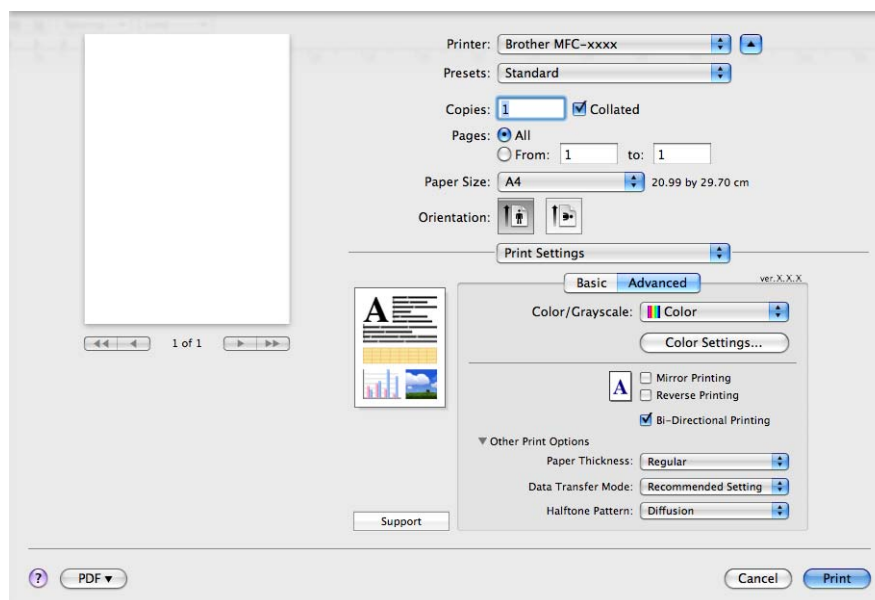 Printer: Brother MFC-xxxx
Presets: Standard
Copies: 1 Collated
Pages: All
From: 1 to: 1
Paper Size: A4 20.99 by 29.70 cm
Orientation:
Print Settings
Basic Advanced ver.X.X.X
Color/Grayscale: Color
Color Settings...
1 of 1
A
A Mirror Printing
Reverse Printing
Bi-Directional Printing
Other Print Options
Paper Thickness: Regular
Data Transfer Mode: Recommended Setting
Halftone Pattern: Diffusion
Support
? PDF▼ Cancel Print